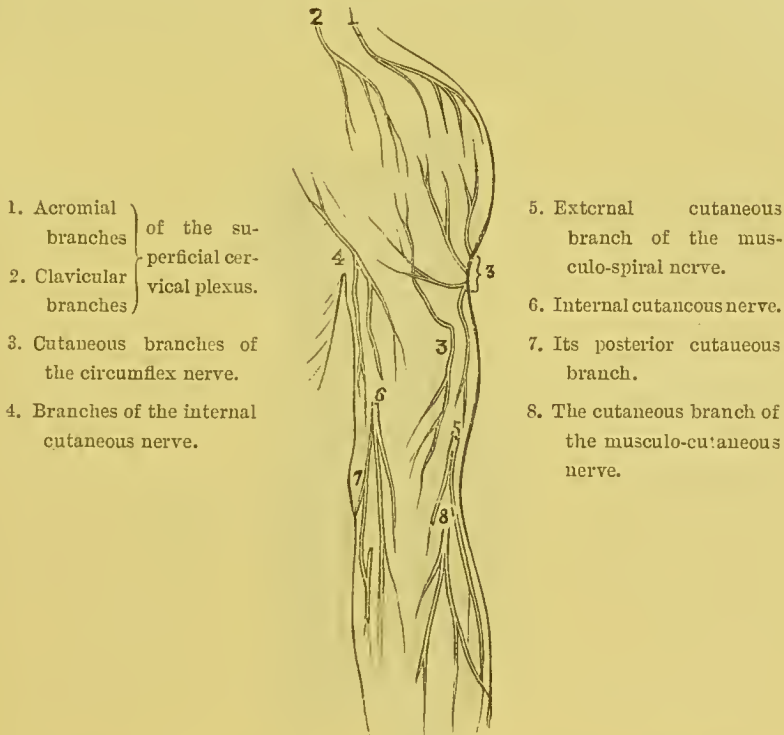 2 1
1. Acromial
branches
2. Clavicular
branches
of the su-
perficial cer-
vical plexus.
3. Cutaneous branches of
the circumflex nerve.
4. Branches of the internal
cutaneous nerve.
4
3
3
6
5
7
8
5. External cutaneous
branch of the mus-
culo-spiral nerve.
6. Internal cutaneous nerve.
7. Its posterior cutaneous
branch.
8. The cutaneous branch of
the musculo-cutaneous
nerve.